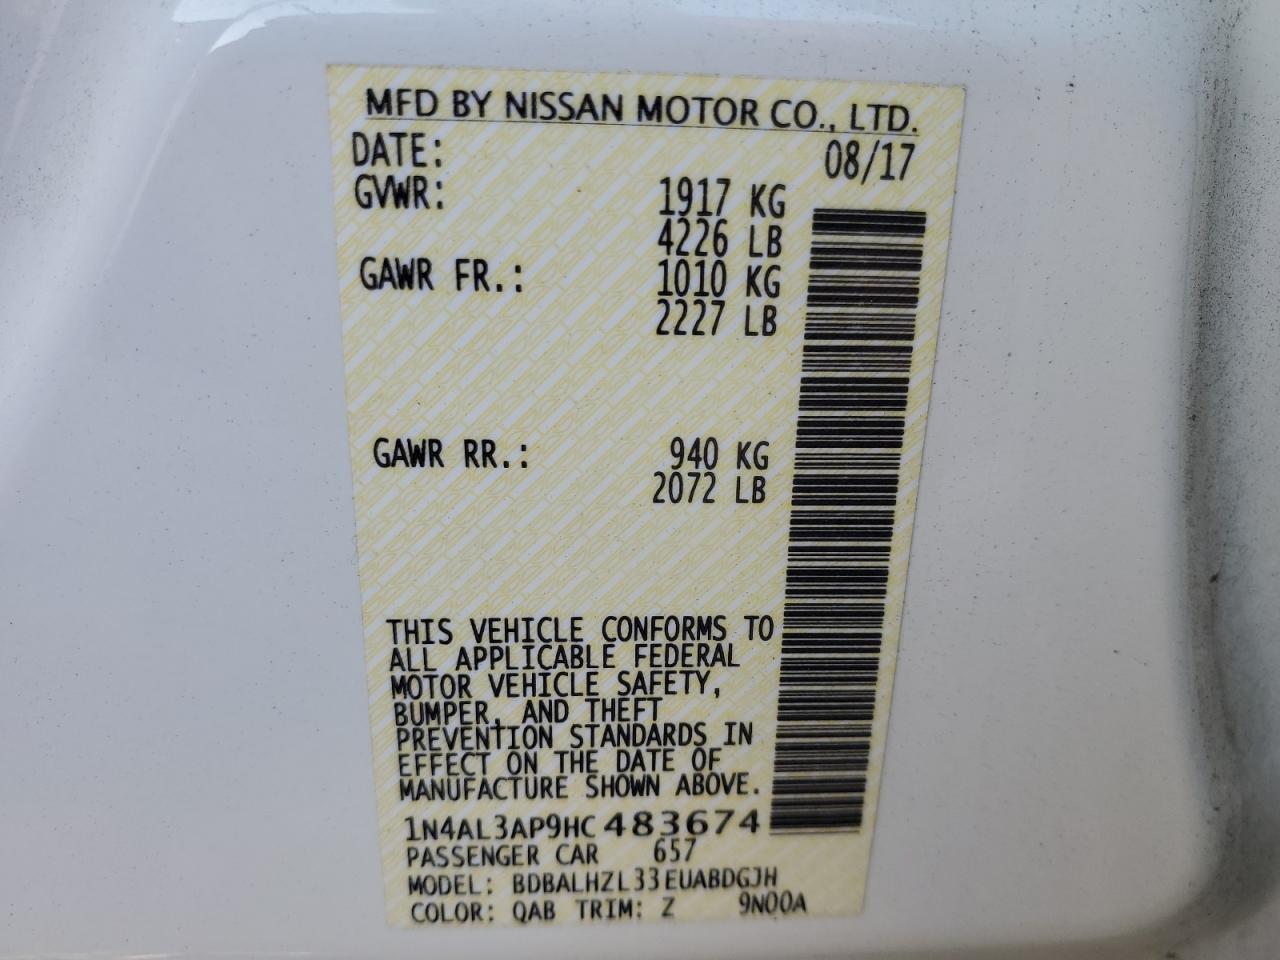 MFD BY NISSAN MOTOR CO., LTD.
DATE: 08/17
GVWR: 1917 KG
4226 LB
GAWR FR.: 1010 KG
2227 LB
GAWR RR.: 940 KG
2072 LB
THIS VEHICLE CONFORMS TO
ALL APPLICABLE FEDERAL
MOTOR VEHICLE SAFETY,
BUMPER, AND THEFT
PREVENTION STANDARDS IN
EFFECT ON THE DATE OF
MANUFACTURE SHOWN ABOVE.
1N4AL3AP9HC483674
PASSENGER CAR 657
MODEL: BDBALHZL33EUABDGJH
COLOR: QAB TRIM: Z 9N00A